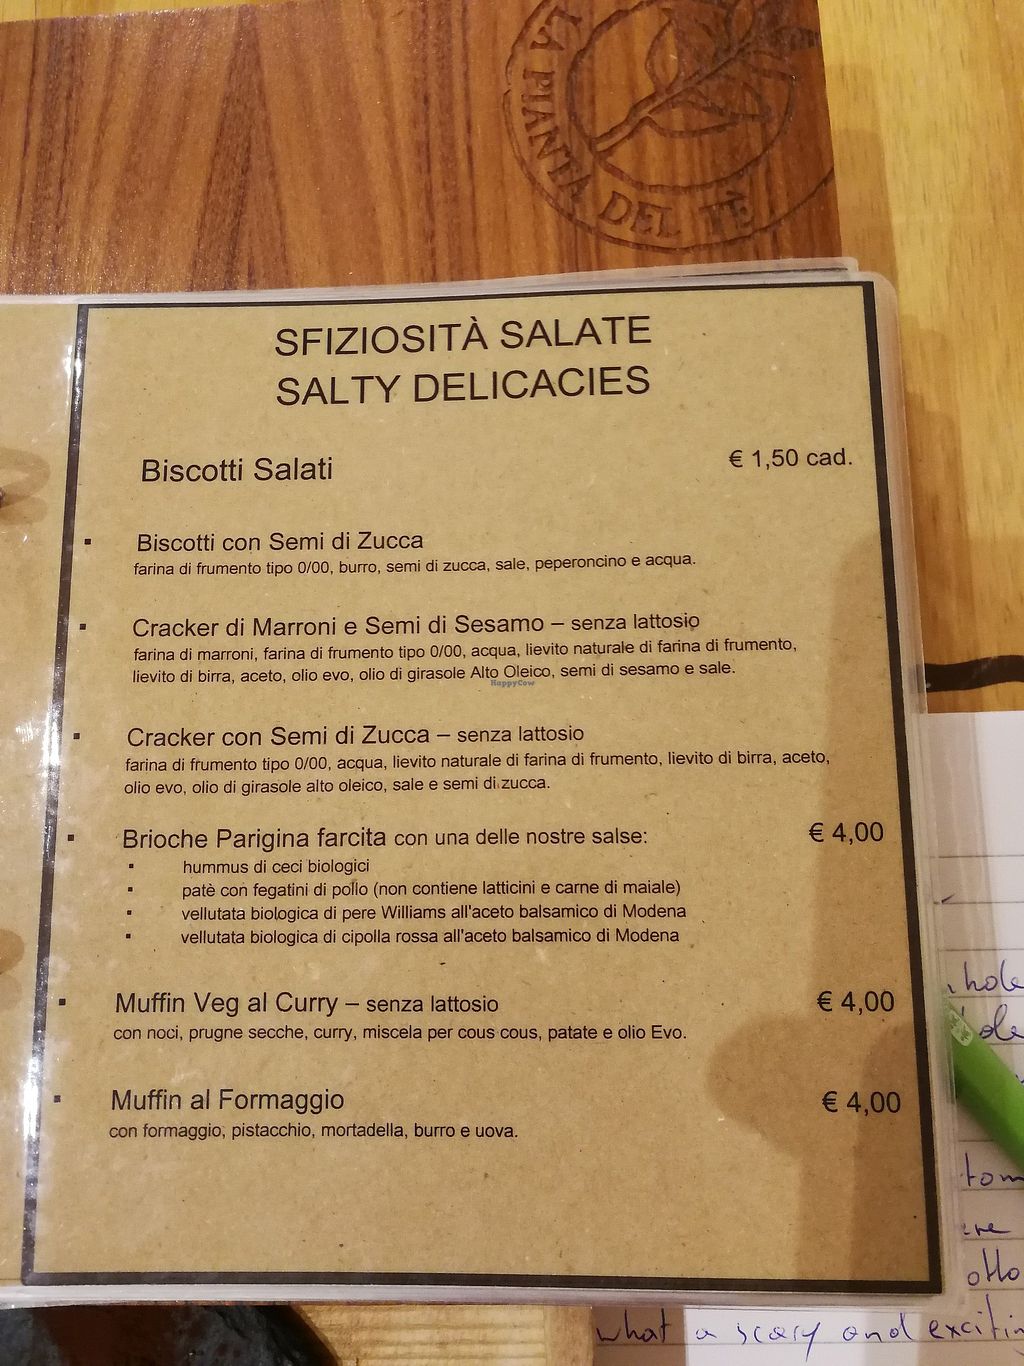 LA PIANTA DEL TÈ
SFIZIOSITÀ SALATE
SALTY DELICACIES
Biscotti Salati € 1,50 cad.
▪ Biscotti con Semi di Zucca
farina di frumento tipo 0/00, burro, semi di zucca, sale, peperoncino e acqua.
▪ Cracker di Marroni e Semi di Sesamo – senza lattosio
farina di marroni, farina di frumento tipo 0/00, acqua, lievito naturale di farina di frumento,
lievito di birra, aceto, olio evo, olio di girasole Alto Oleico, semi di sesamo e sale.
HappyCow
▪ Cracker con Semi di Zucca – senza lattosio
farina di frumento tipo 0/00, acqua, lievito naturale di farina di frumento, lievito di birra, aceto,
olio evo, olio di girasole alto oleico, sale e semi di zucca.
▪ Brioche Parigina farcita con una delle nostre salse: € 4,00
▪ hummus di ceci biologici
▪ patè con fegatini di pollo (non contiene latticini e carne di maiale)
▪ vellutata biologica di pere Williams all'aceto balsamico di Modena
▪ vellutata biologica di cipolla rossa all'aceto balsamico di Modena
▪ Muffin Veg al Curry – senza lattosio € 4,00
con noci, prugne secche, curry, miscela per cous cous, patate e olio Evo.
▪ Muffin al Formaggio € 4,00
con formaggio, pistacchio, mortadella, burro e uova.
what a scary and excitin